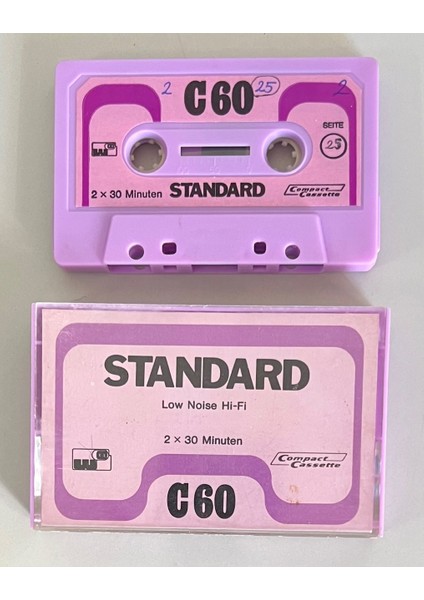 2 C60 25 2
SEITE
25
2 × 30 Minuten STANDARD Compact Cassette
STANDARD
Low Noise Hi-Fi
2 × 30 Minuten
Compact Cassette
C60